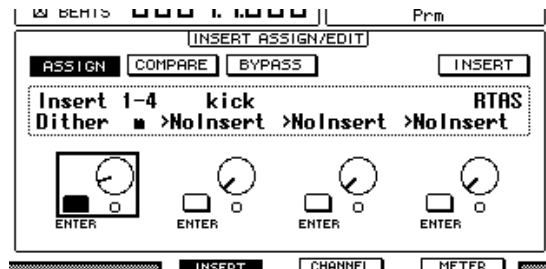 BEATS
Prm
INSERT ASSIGN/EDIT
ASSIGN COMPARE BYPASS INSERT
Insert 1-4 kick RTAS
Dither >NoInsert >NoInsert >NoInsert
ENTER ENTER ENTER ENTER
INSERT CHANNEL METER